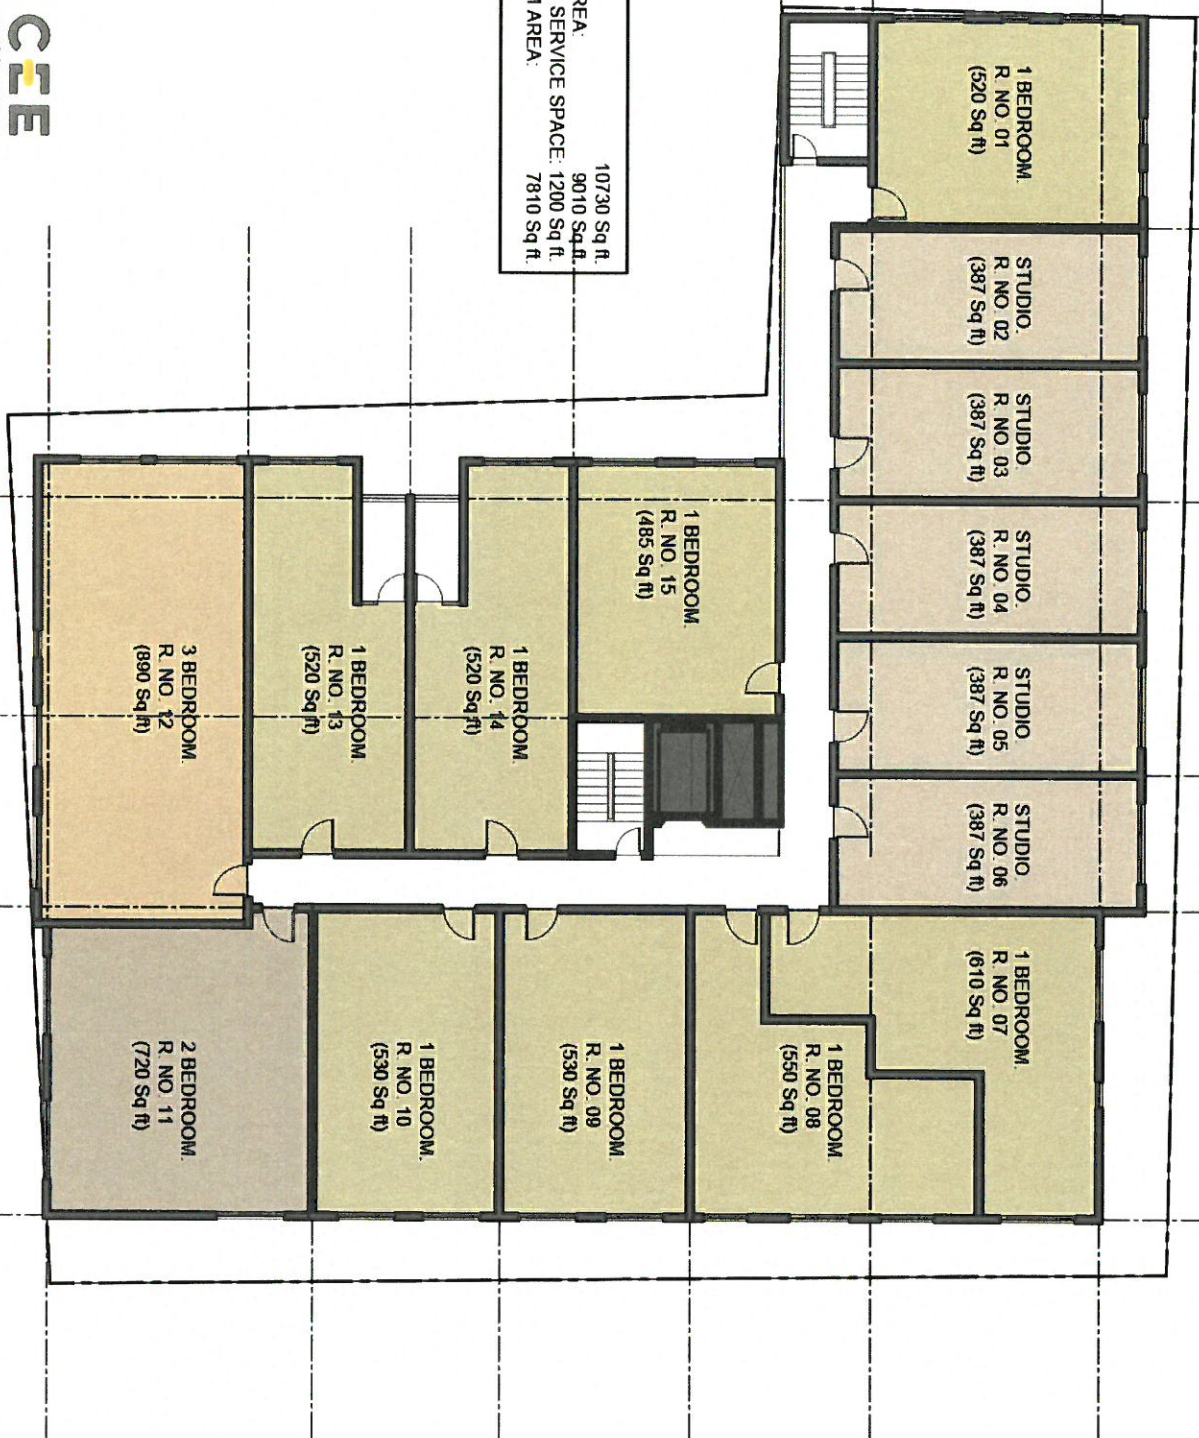 CEE
REA:
10730 Sq ft.
9010 Sq.ft.
SERVICE SPACE: 1200 Sq ft.
AREA:
7810 Sq ft.
1 BEDROOM.
R. NO. 01
(520 Sq ft)
STUDIO.
R. NO. 02
(387 Sq ft)
STUDIO.
R. NO. 03
(387 Sq ft)
STUDIO.
R. NO. 04
(387 Sq ft)
STUDIO.
R. NO. 05
(387 Sq ft)
STUDIO.
R. NO. 06
(387 Sq ft)
1 BEDROOM.
R. NO. 07
(610 Sq ft)
1 BEDROOM.
R. NO. 08
(550 Sq ft)
1 BEDROOM.
R. NO. 09
(530 Sq ft)
1 BEDROOM.
R. NO. 10
(530 Sq ft)
2 BEDROOM.
R. NO. 11
(720 Sq ft)
3 BEDROOM.
R. NO. 12
(890 Sq.ft)
1 BEDROOM.
R. NO. 13
(520 Sq ft)
1 BEDROOM.
R. NO. 14
(520 Sq ft)
1 BEDROOM.
R. NO. 15
(485 Sq ft)